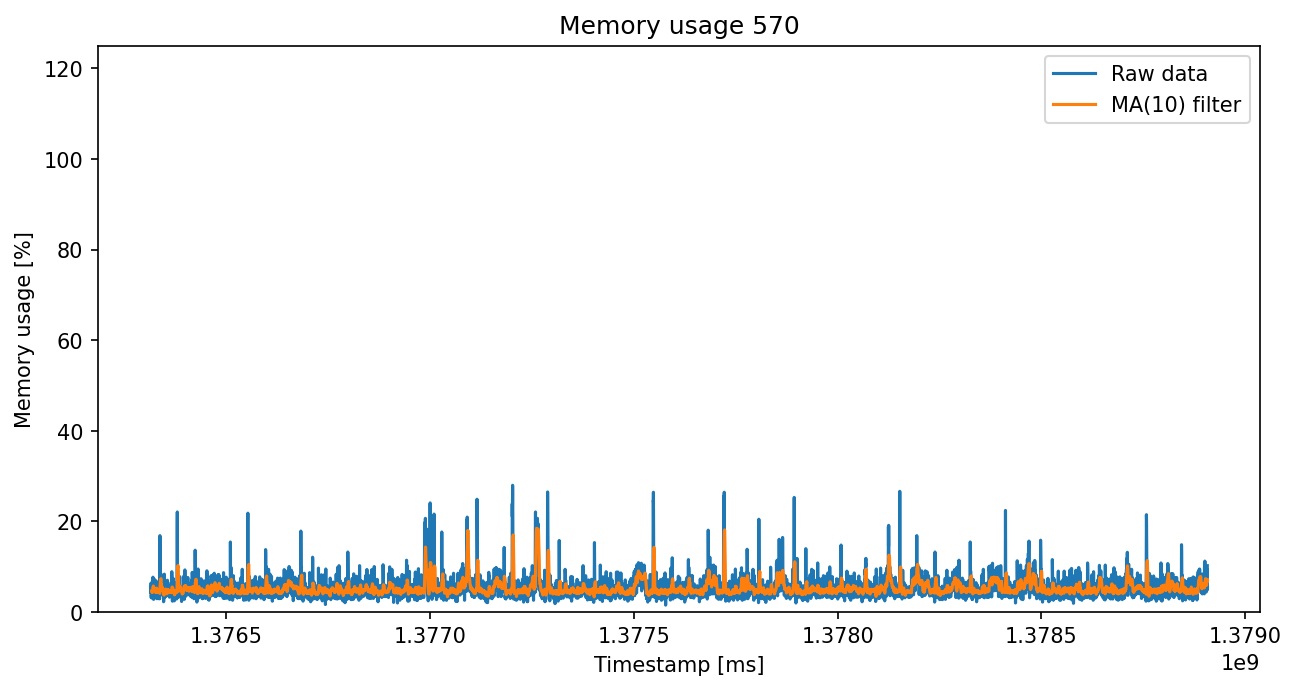 Memory usage 570
Raw data
MA(10) filter
Memory usage [%]
120
100
80
60
40
20
0
1.3765 1.3770 1.3775 1.3780 1.3785 1.3790
1e9
Timestamp [ms]